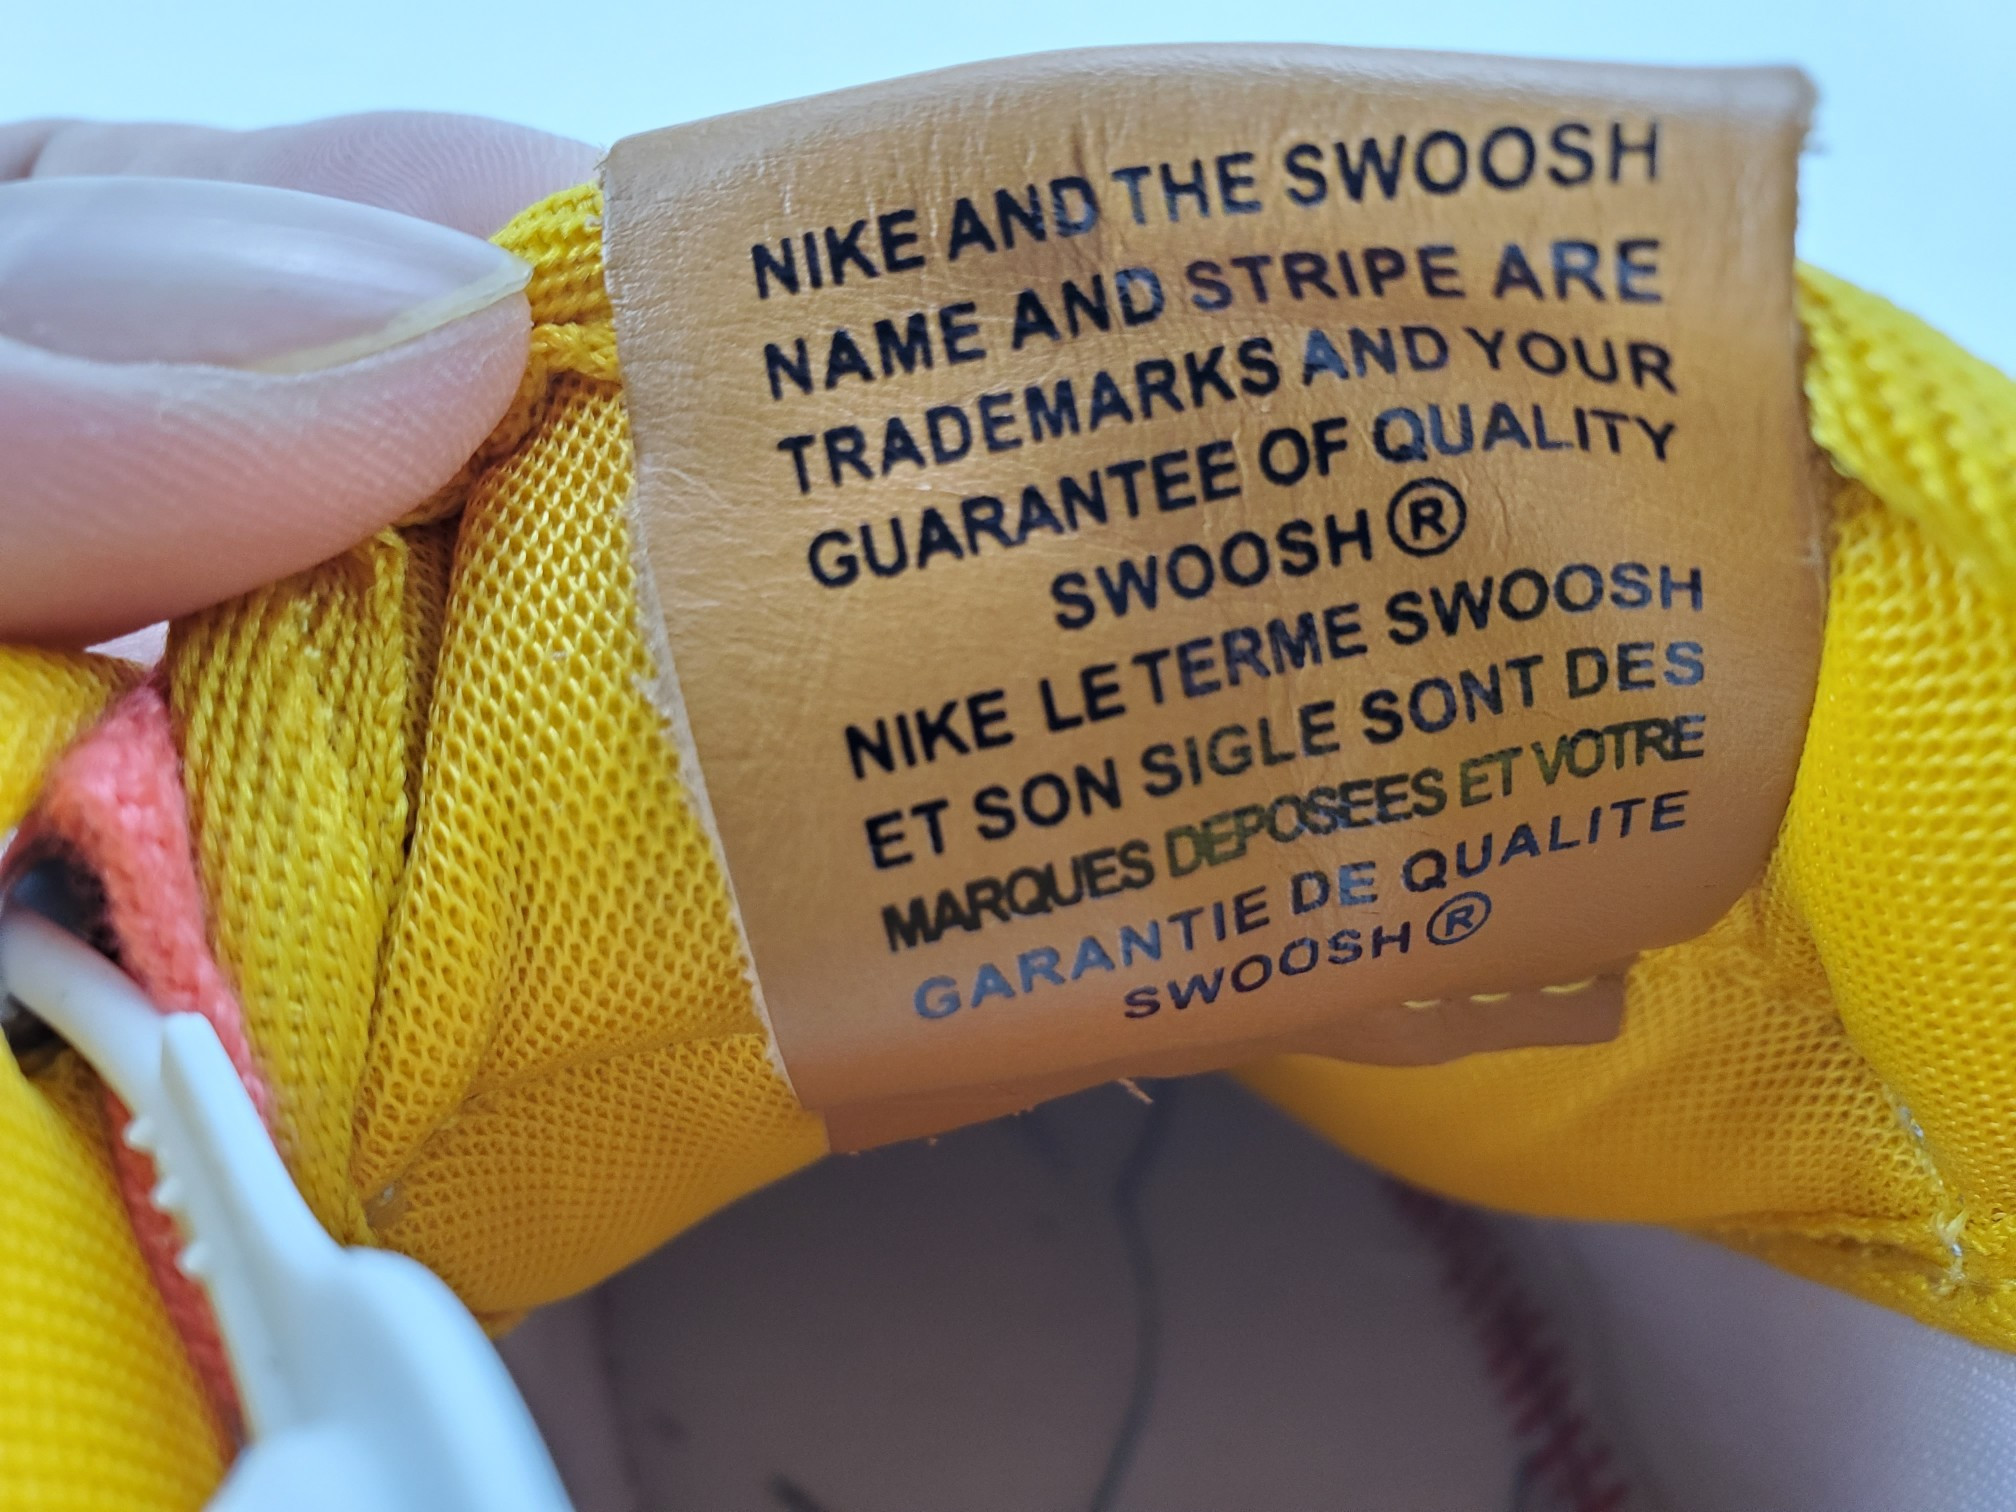 NIKE AND THE SWOOSH
NAME AND STRIPE ARE
TRADEMARKS AND YOUR
GUARANTEE OF QUALITY
SWOOSH®
NIKE LE TERME SWOOSH
ET SON SIGLE SONT DES
MARQUES DEPOSEES ET VOTRE
GARANTIE DE QUALITE
SWOOSH®